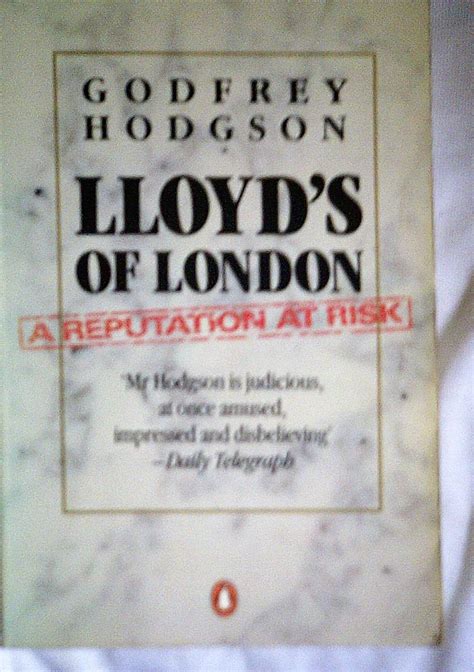 GODFREY
HODGSON
LLOYD'S
OF LONDON
A REPUTATION AT RISK
'Mr Hodgson is judicious,
at once amused,
impressed and disbelieving'
–Daily Telegraph